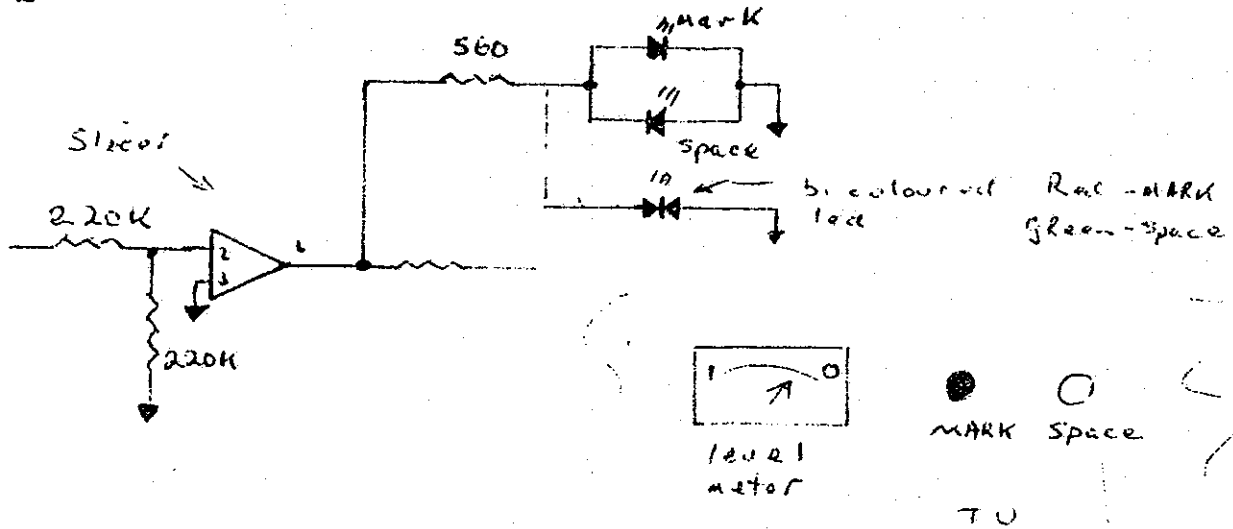 Mark
560
Space
Slicer
bi coloured Red - MARK
led green - Space
220K
2
3
220K
1 0
MARK Space
level
meter
TU